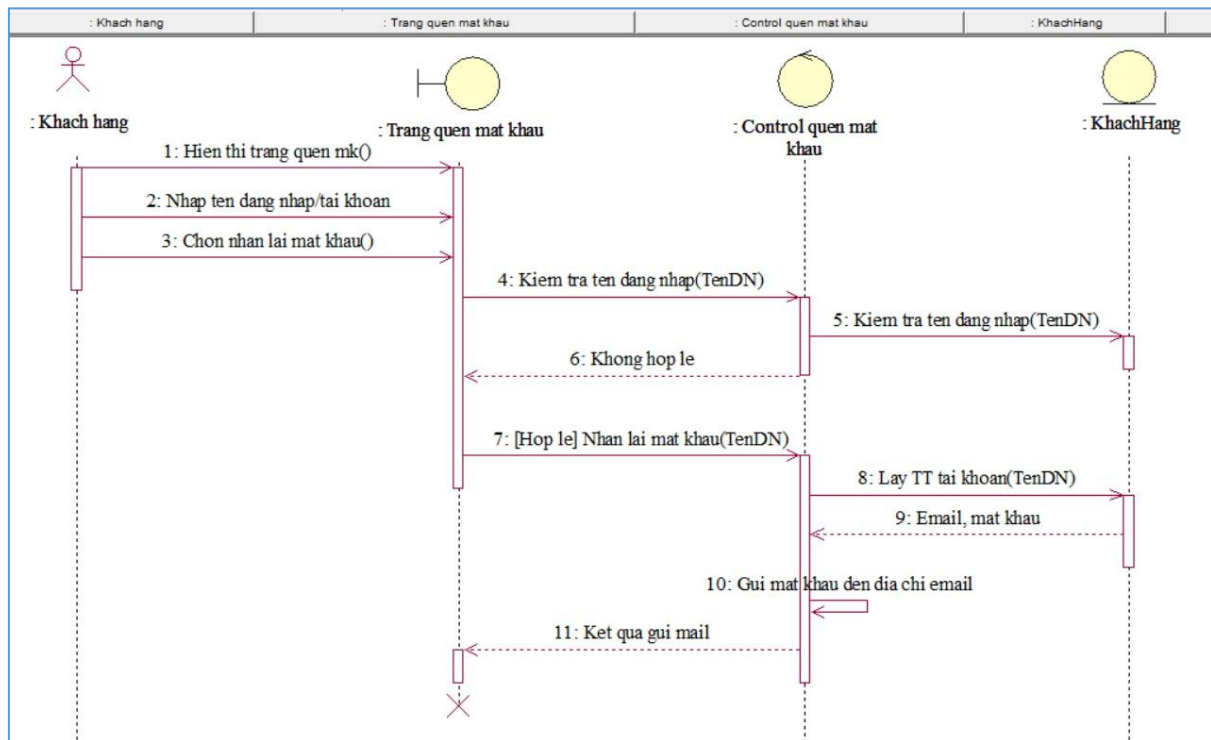 : Khach hang
: Trang quen mat khau
: Control quen mat khau
: KhachHang
: Khach hang
: Trang quen mat khau
: Control quen mat
khau
: KhachHang
1: Hien thi trang quen mk()
2: Nhap ten dang nhap/tai khoan
3: Chon nhan lai mat khau()
4: Kiem tra ten dang nhap(TenDN)
5: Kiem tra ten dang nhap(TenDN)
6: Khong hop le
7: [Hop le] Nhan lai mat khau(TenDN)
8: Lay TT tai khoan(TenDN)
9: Email, mat khau
10: Gui mat khau den dia chi email
11: Ket qua gui mail